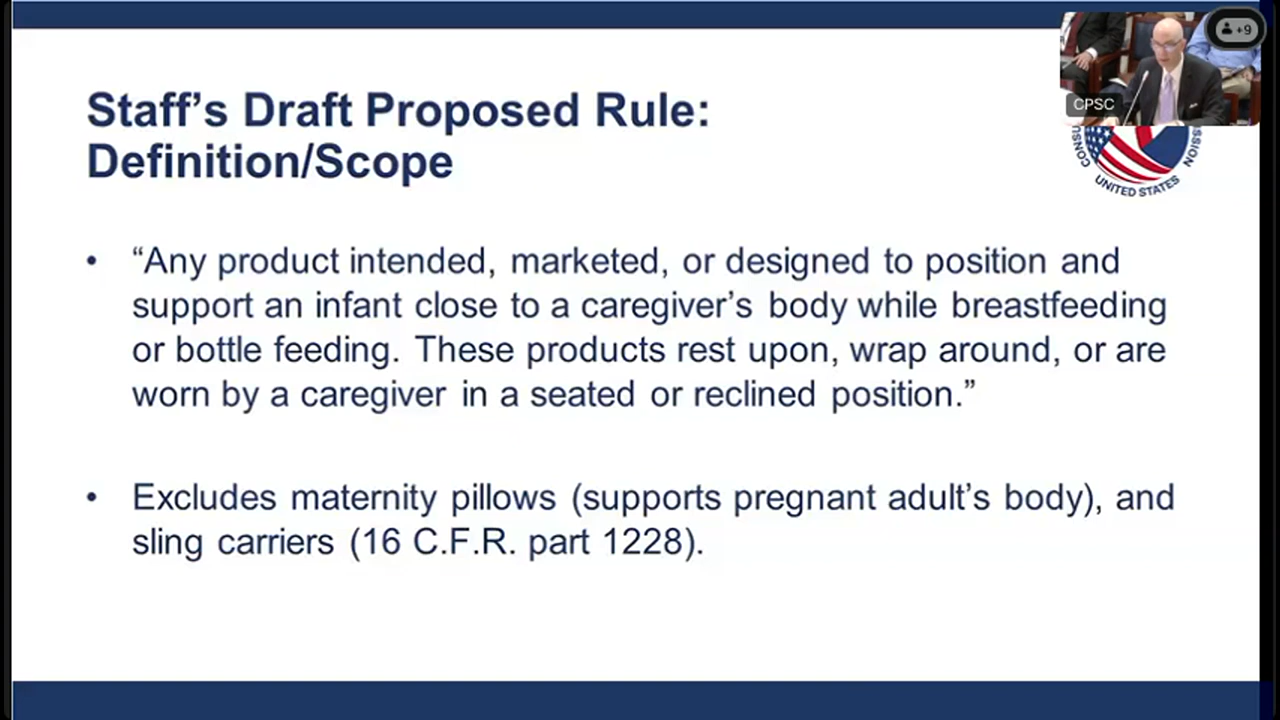 +9
CPSC
Staff’s Draft Proposed Rule:
Definition/Scope
UNITED STATES
• “Any product intended, marketed, or designed to position and
support an infant close to a caregiver’s body while breastfeeding
or bottle feeding. These products rest upon, wrap around, or are
worn by a caregiver in a seated or reclined position.”
• Excludes maternity pillows (supports pregnant adult’s body), and
sling carriers (16 C.F.R. part 1228).